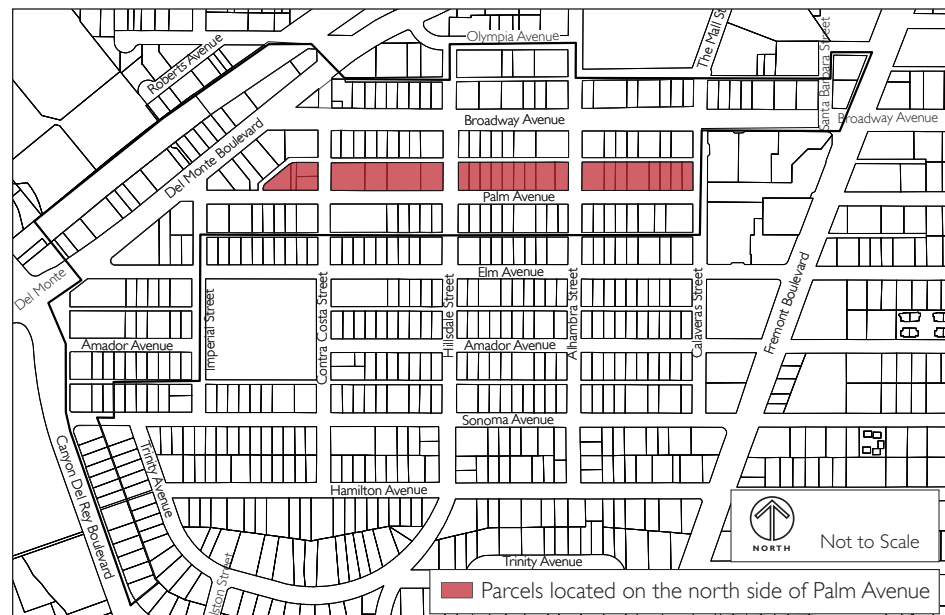 Olympia Avenue
The Mall St
Santa Barbara Street
Roberts Avenue
Broadway Avenue
Broadway Avenue
Del Monte Boulevard
Palm Avenue
Elm Avenue
Del Monte
Imperial Street
Contra Costa Street
Hillsdale Street
Alhambra Street
Calaveras Street
Fremont Boulevard
Amador Avenue
Amador Avenue
Sonoma Avenue
Canyon Del Rey Boulevard
Trinity Avenue
Hamilton Avenue
Trinity Avenue
lston Street
NORTH
Not to Scale
Parcels located on the north side of Palm Avenue